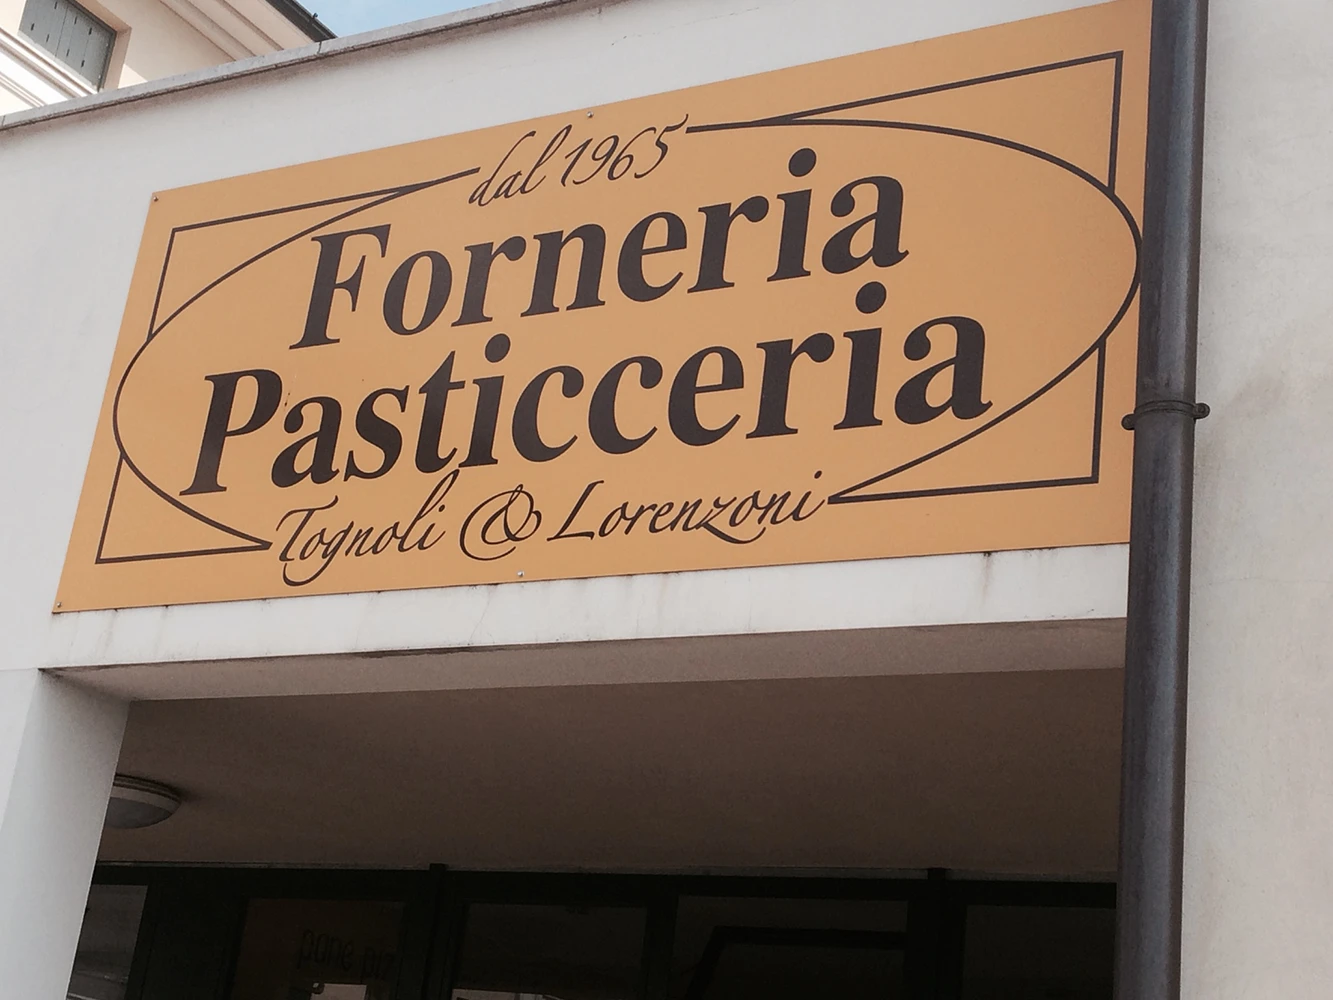 dal 1965
Forneria
Pasticceria
Tognoli & Lorenzoni